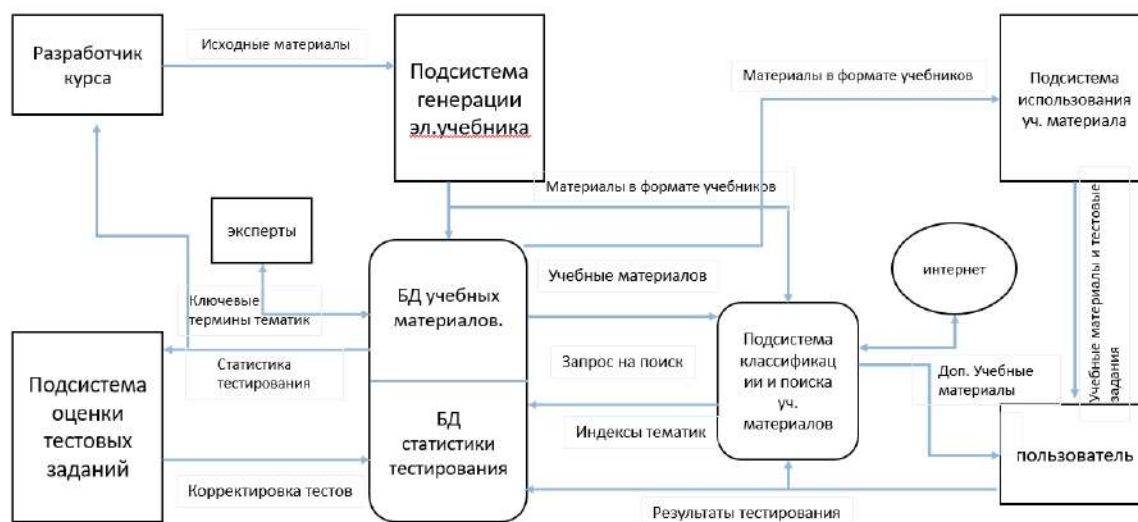 Разработчик
курса
Исходные материалы
Подсистема
генерации
эл.учебника
Материалы в формате учебников
Подсистема
использования
уч. материала
Материалы в формате учебников
эксперты
Ключевые
термины тематик
БД учебных
материалов.
Учебные материалов
интернет
Учебные материалы и тестовые
задания
Статистика
тестирования
Запрос на поиск
Подсистема
классификац
ии и поиска
уч.
материалов
Доп. Учебные
материалы
Подсистема
оценки
тестовых
заданий
БД
статистики
тестирования
Индексы тематик
пользователь
Корректировка тестов
Результаты тестирования